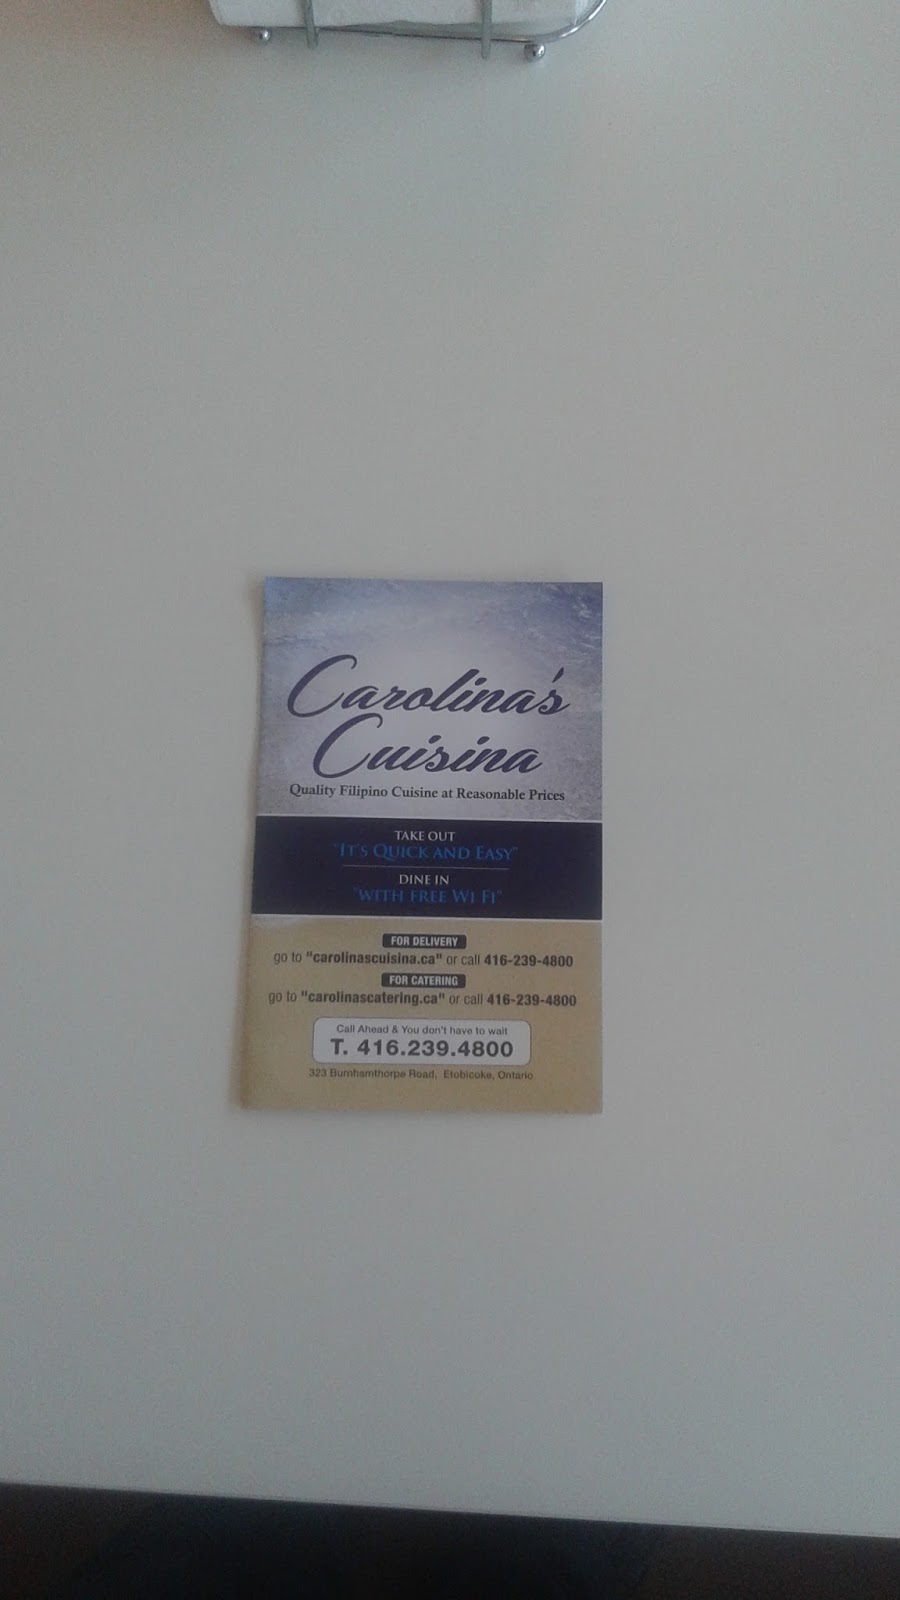 Carolina's
Cuisina
Quality Filipino Cuisine at Reasonable Prices
TAKE OUT
"IT'S QUICK AND EASY"
DINE IN
"WITH FREE WI FI"
FOR DELIVERY
go to "carolinascuisina.ca" or call 416-239-4800
FOR CATERING
go to "carolinascatering.ca" or call 416-239-4800
Call Ahead & You don't have to wait
T. 416.239.4800
323 Burnhamthorpe Road, Etobicoke, Ontario